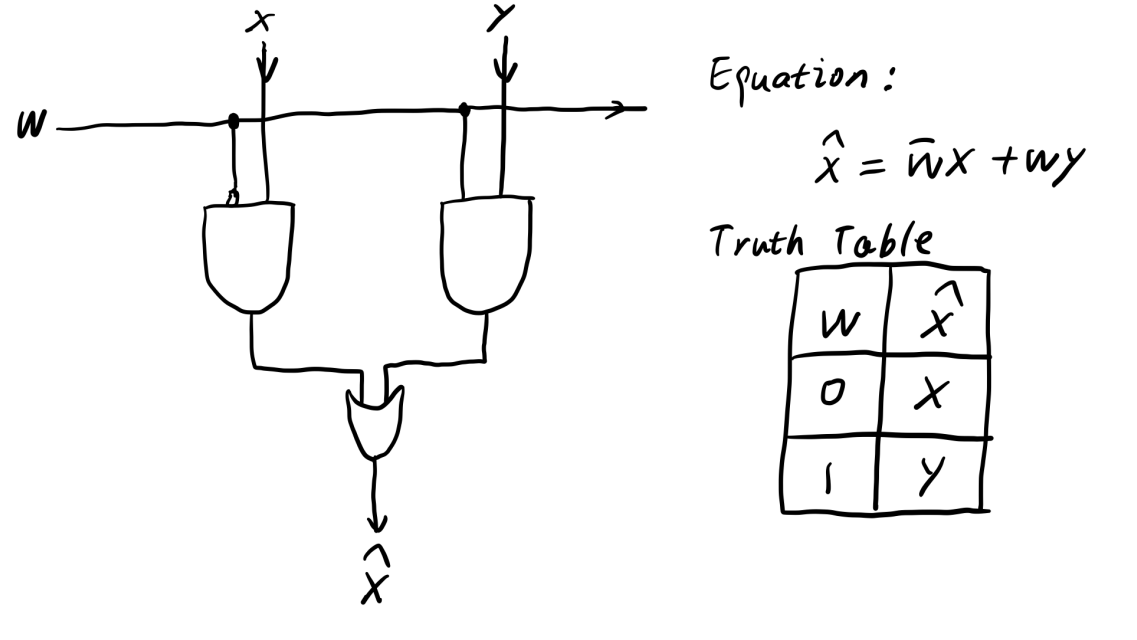 x
y
w
Equation:
x̂ = w̄x + wy
Truth Table
w x̂
0 x
1 y
x̂